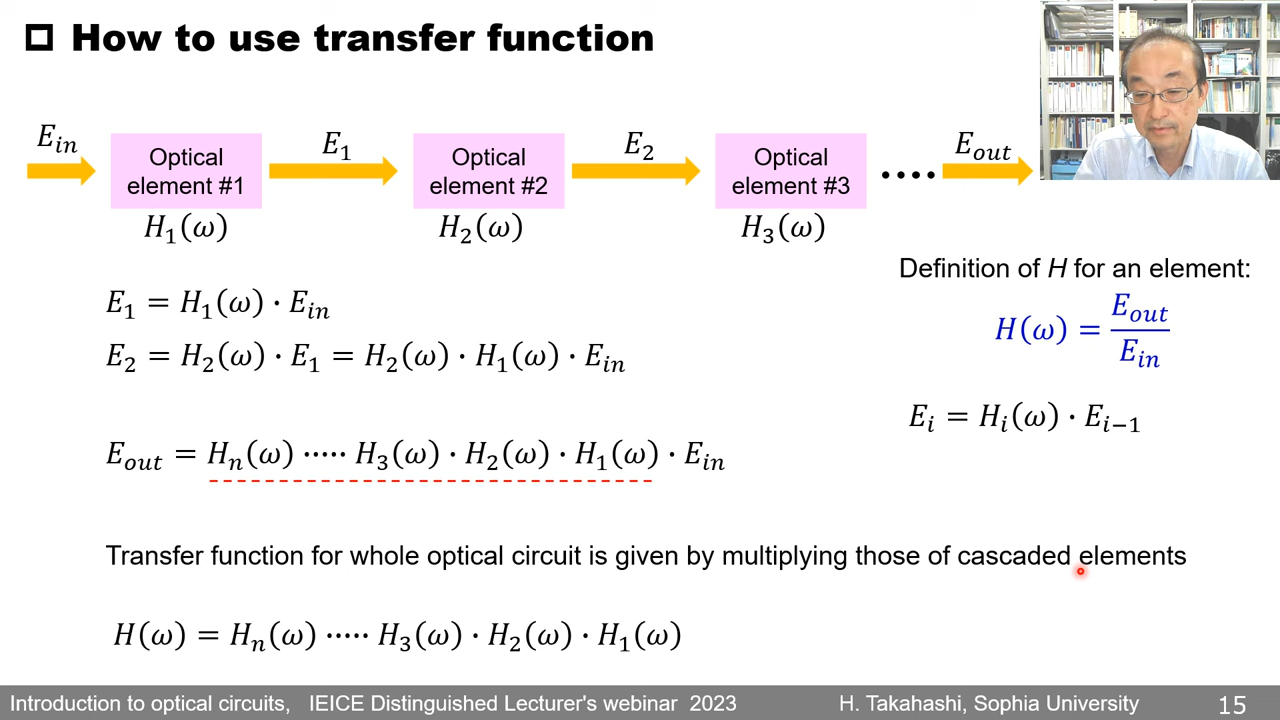 How to use transfer function
E_in
E_1
E_2
E_out
Optical element #1
Optical element #2
Optical element #3
....
H_1(ω)
H_2(ω)
H_3(ω)
Definition of H for an element:
H(ω) = E_out / E_in
E_1 = H_1(ω) · E_in
E_2 = H_2(ω) · E_1 = H_2(ω) · H_1(ω) · E_in
E_i = H_i(ω) · E_{i−1}
E_out = H_n(ω) ····· H_3(ω) · H_2(ω) · H_1(ω) · E_in
Transfer function for whole optical circuit is given by multiplying those of cascaded elements
H(ω) = H_n(ω) ····· H_3(ω) · H_2(ω) · H_1(ω)
Introduction to optical circuits, IEICE Distinguished Lecturer's webinar 2023 H. Takahashi, Sophia University 15